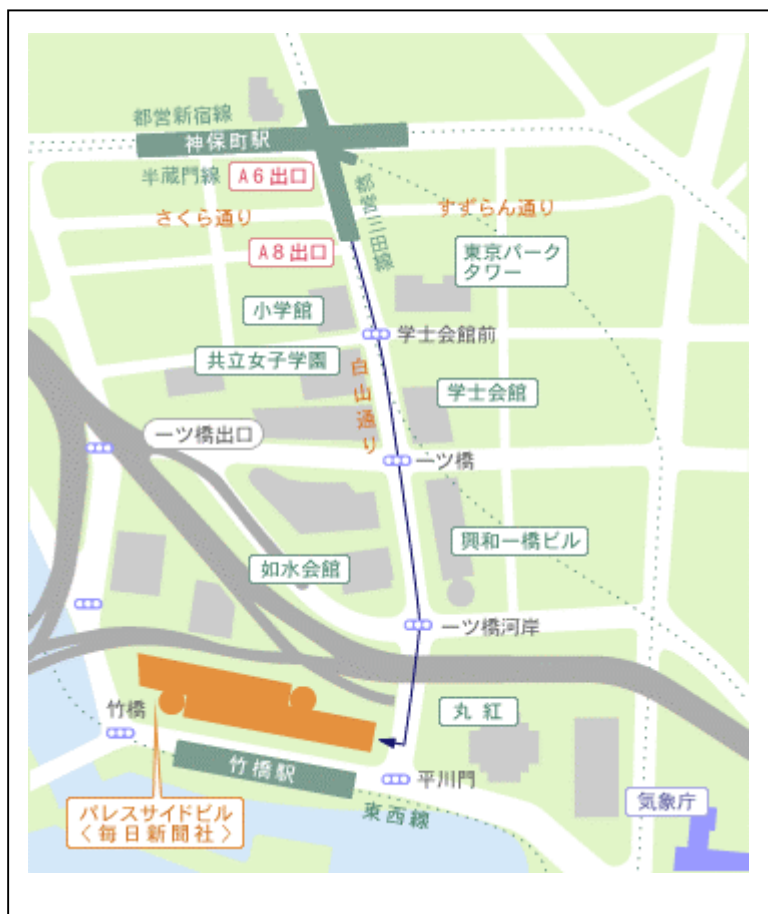 都営新宿線
神保町駅
半蔵門線
A6出口
さくら通り
すずらん通り
都営三田線
A8出口
東京パーク
タワー
小学館
学士会館前
共立女子学園
白山通り
学士会館
一ツ橋出口
一ツ橋
興和一橋ビル
如水会館
一ツ橋河岸
竹橋
丸紅
竹橋駅
平川門
パレスサイドビル
〈毎日新聞社〉
東西線
気象庁